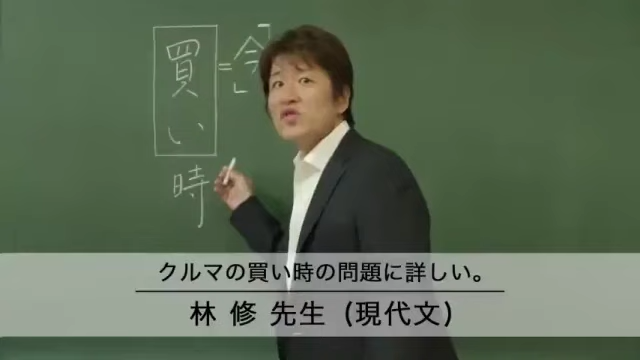 「今」
=
買い時
クルマの買い時の問題に詳しい。
林 修 先生 (現代文)